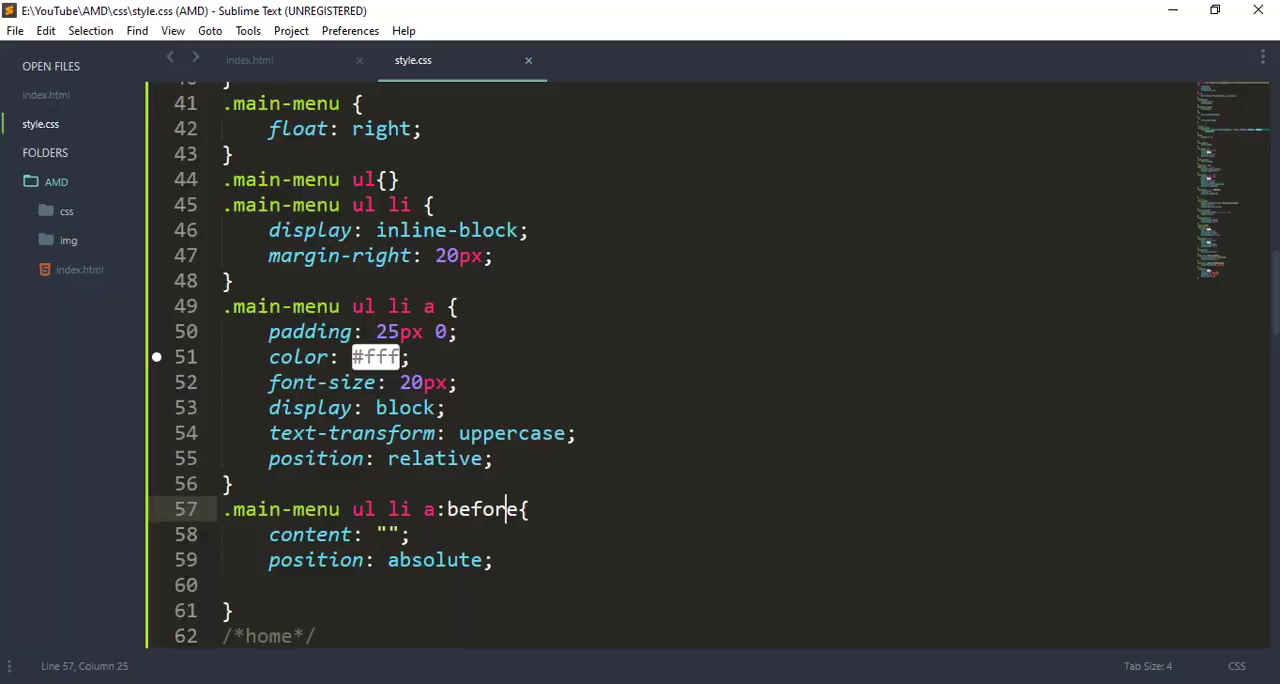 E:\YouTube\AMD\css\style.css (AMD) - Sublime Text (UNREGISTERED)
File Edit Selection Find View Goto Tools Project Preferences Help
OPEN FILES
index.html
style.css
FOLDERS
AMD
css
img
index.html
index.html × style.css ×
41 .main-menu {
42 float: right;
43 }
44 .main-menu ul{}
45 .main-menu ul li {
46 display: inline-block;
47 margin-right: 20px;
48 }
49 .main-menu ul li a {
50 padding: 25px 0;
51 color: #fff;
52 font-size: 20px;
53 display: block;
54 text-transform: uppercase;
55 position: relative;
56 }
57 .main-menu ul li a:before{
58 content: "";
59 position: absolute;
60
61 }
62 /*home*/
Line 57, Column 25 Tab Size: 4 CSS